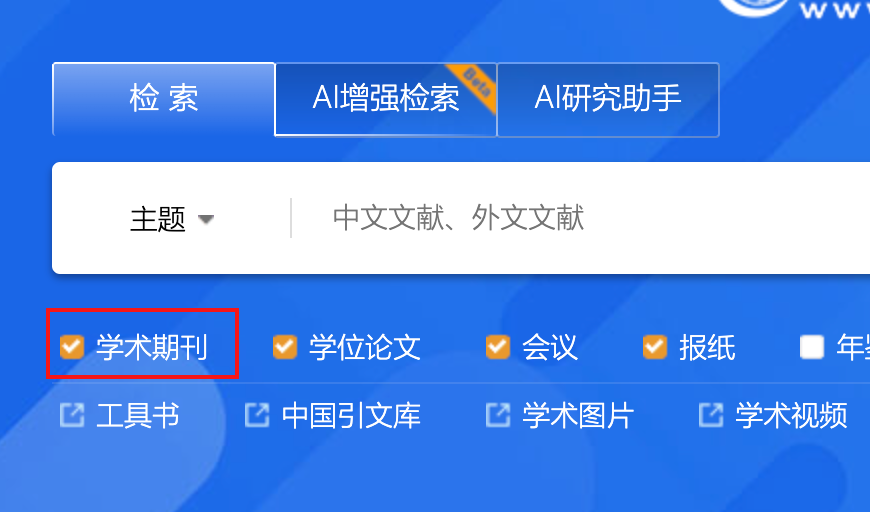 www
检 索 AI增强检索 Beta AI研究助手
主题 中文文献、外文文献
学术期刊 学位论文 会议 报纸 年
工具书 中国引文库 学术图片 学术视频